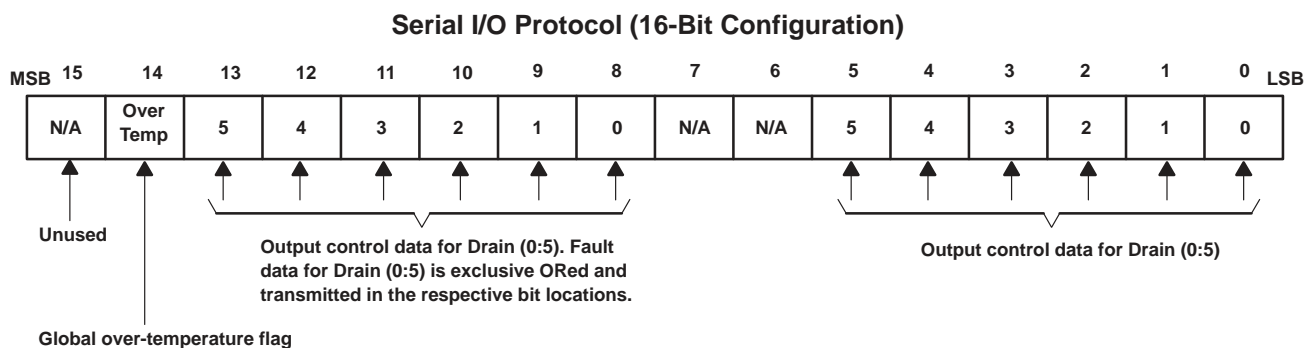 Serial I/O Protocol (16-Bit Configuration)
MSB 15 14 13 12 11 10 9 8 7 6 5 4 3 2 1 0 LSB
N/A Over Temp 5 4 3 2 1 0 N/A N/A 5 4 3 2 1 0
Unused
Output control data for Drain (0:5). Fault
data for Drain (0:5) is exclusive ORed and
transmitted in the respective bit locations.
Output control data for Drain (0:5)
Global over-temperature flag